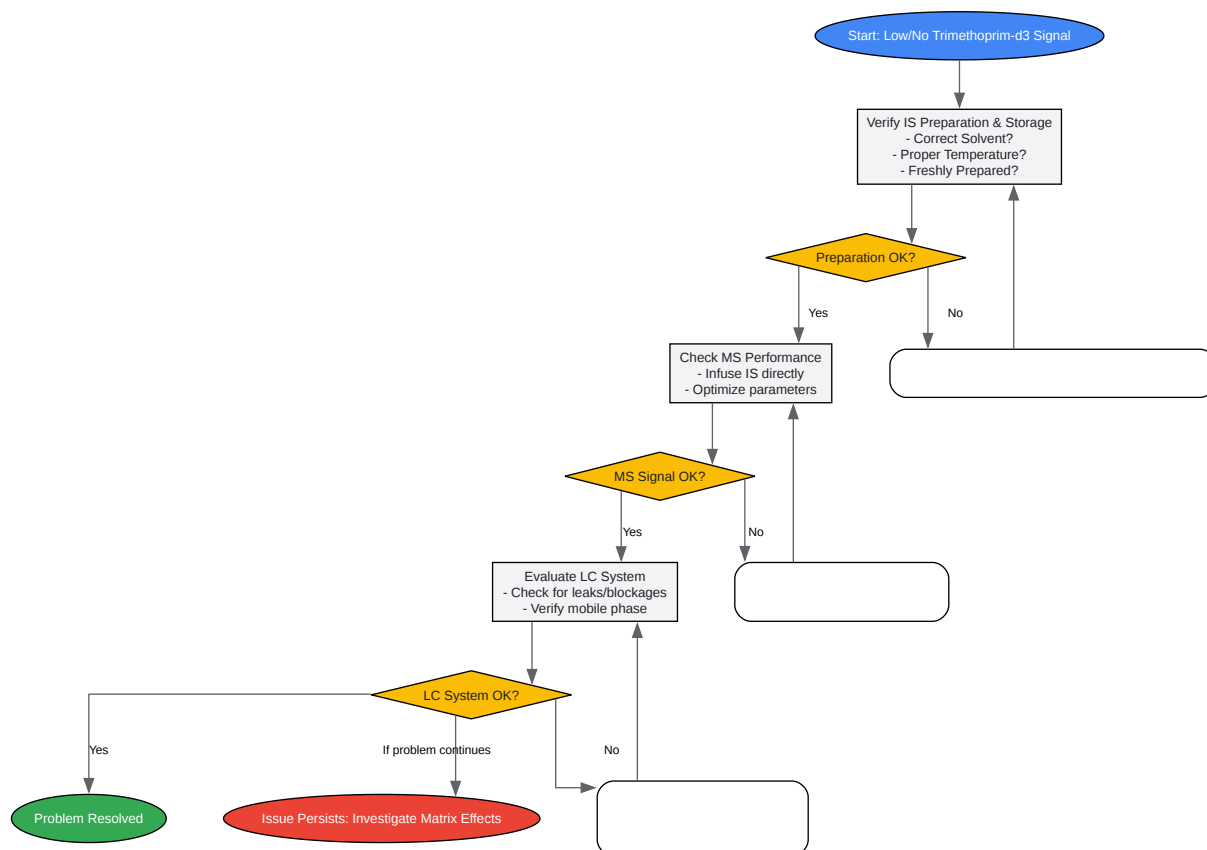 Start: Low/No Trimethoprim-d3 Signal
Verify IS Preparation & Storage
- Correct Solvent?
- Proper Temperature?
- Freshly Prepared?
Preparation OK?
Yes
No
Check MS Performance
- Infuse IS directly
- Optimize parameters
MS Signal OK?
Yes
No
Evaluate LC System
- Check for leaks/blockages
- Verify mobile phase
LC System OK?
Yes
If problem continues
No
Problem Resolved
Issue Persists: Investigate Matrix Effects